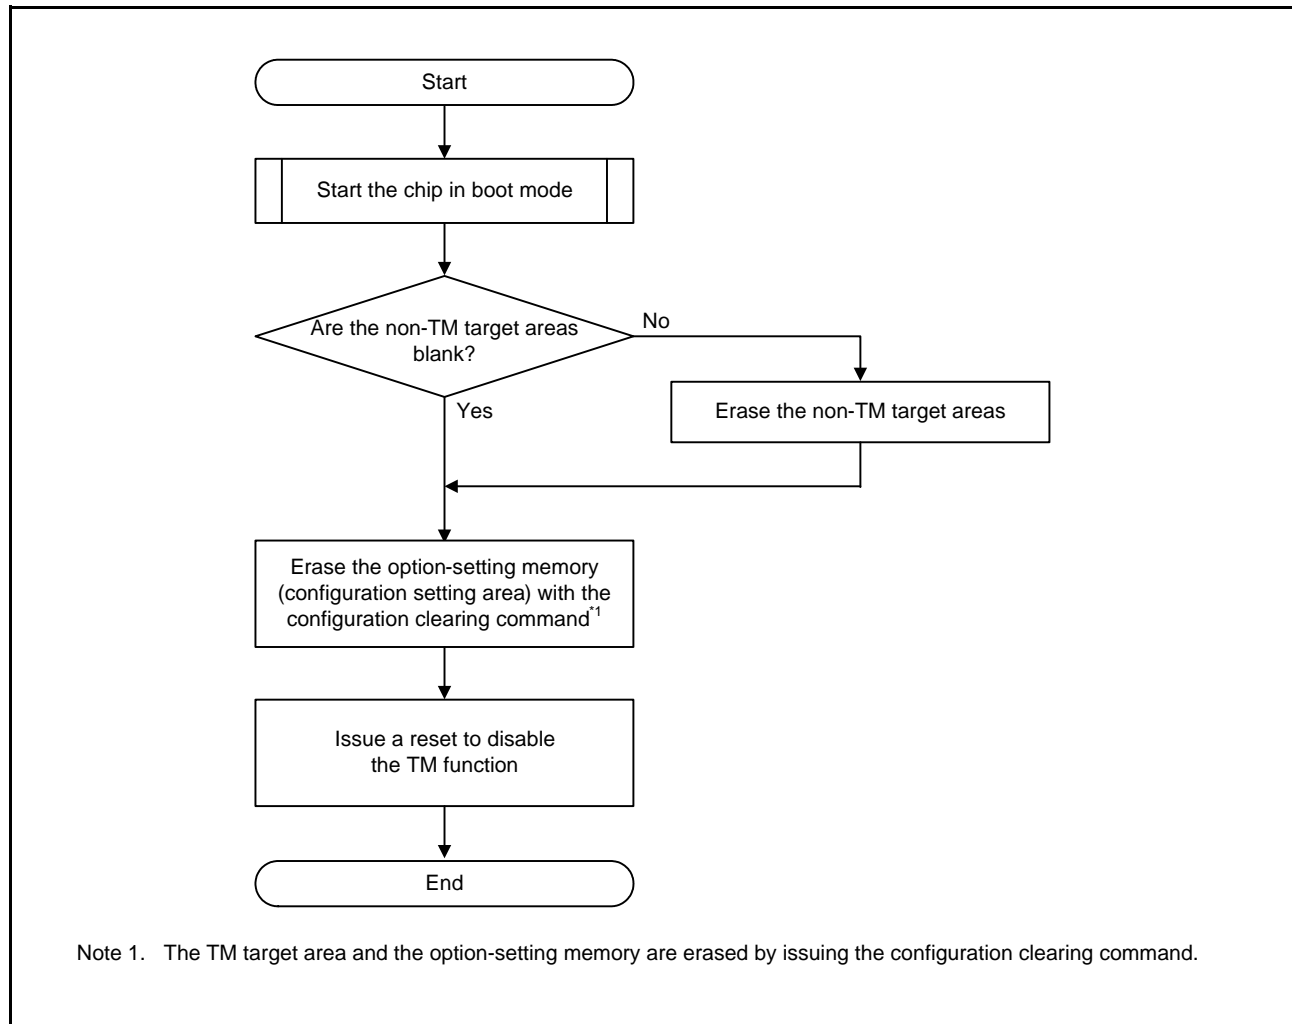 Start
Start the chip in boot mode
Are the non-TM target areas
blank?
No
Yes
Erase the non-TM target areas
Erase the option-setting memory
(configuration setting area) with the
configuration clearing command*1
Issue a reset to disable
the TM function
End
Note 1. The TM target area and the option-setting memory are erased by issuing the configuration clearing command.